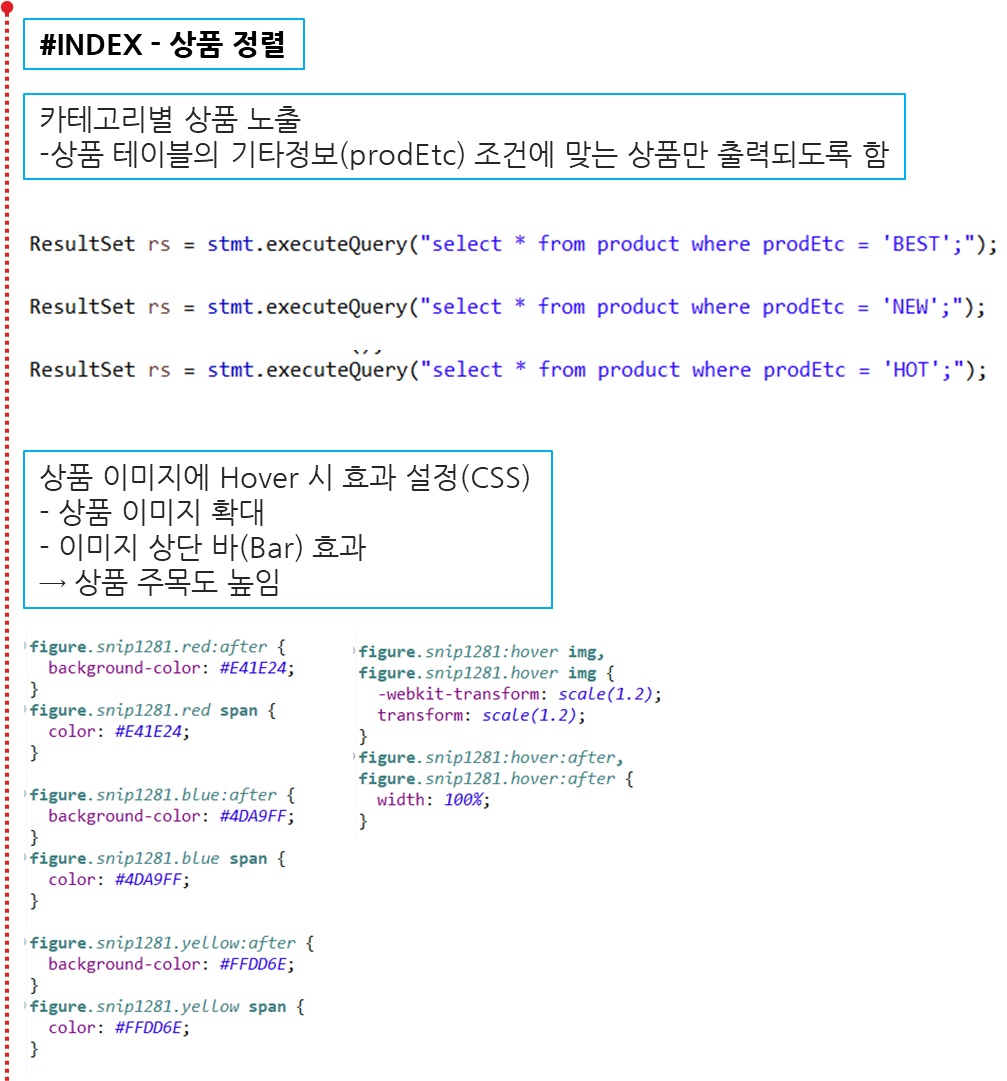 #INDEX - 상품 정렬
카테고리별 상품 노출
-상품 테이블의 기타정보(prodEtc) 조건에 맞는 상품만 출력되도록 함
ResultSet rs = stmt.executeQuery("select * from product where prodEtc = 'BEST';");
ResultSet rs = stmt.executeQuery("select * from product where prodEtc = 'NEW';");
ResultSet rs = stmt.executeQuery("select * from product where prodEtc = 'HOT';");
상품 이미지에 Hover 시 효과 설정(CSS)
- 상품 이미지 확대
- 이미지 상단 바(Bar) 효과
→ 상품 주목도 높임
figure.snip1281.red:after {
background-color: #E41E24;
}
figure.snip1281.red span {
color: #E41E24;
}
figure.snip1281.blue:after {
background-color: #4DA9FF;
}
figure.snip1281.blue span {
color: #4DA9FF;
}
figure.snip1281.yellow:after {
background-color: #FFDD6E;
}
figure.snip1281.yellow span {
color: #FFDD6E;
}
figure.snip1281:hover img,
figure.snip1281.hover img {
-webkit-transform: scale(1.2);
transform: scale(1.2);
}
figure.snip1281:hover:after,
figure.snip1281.hover:after {
width: 100%;
}